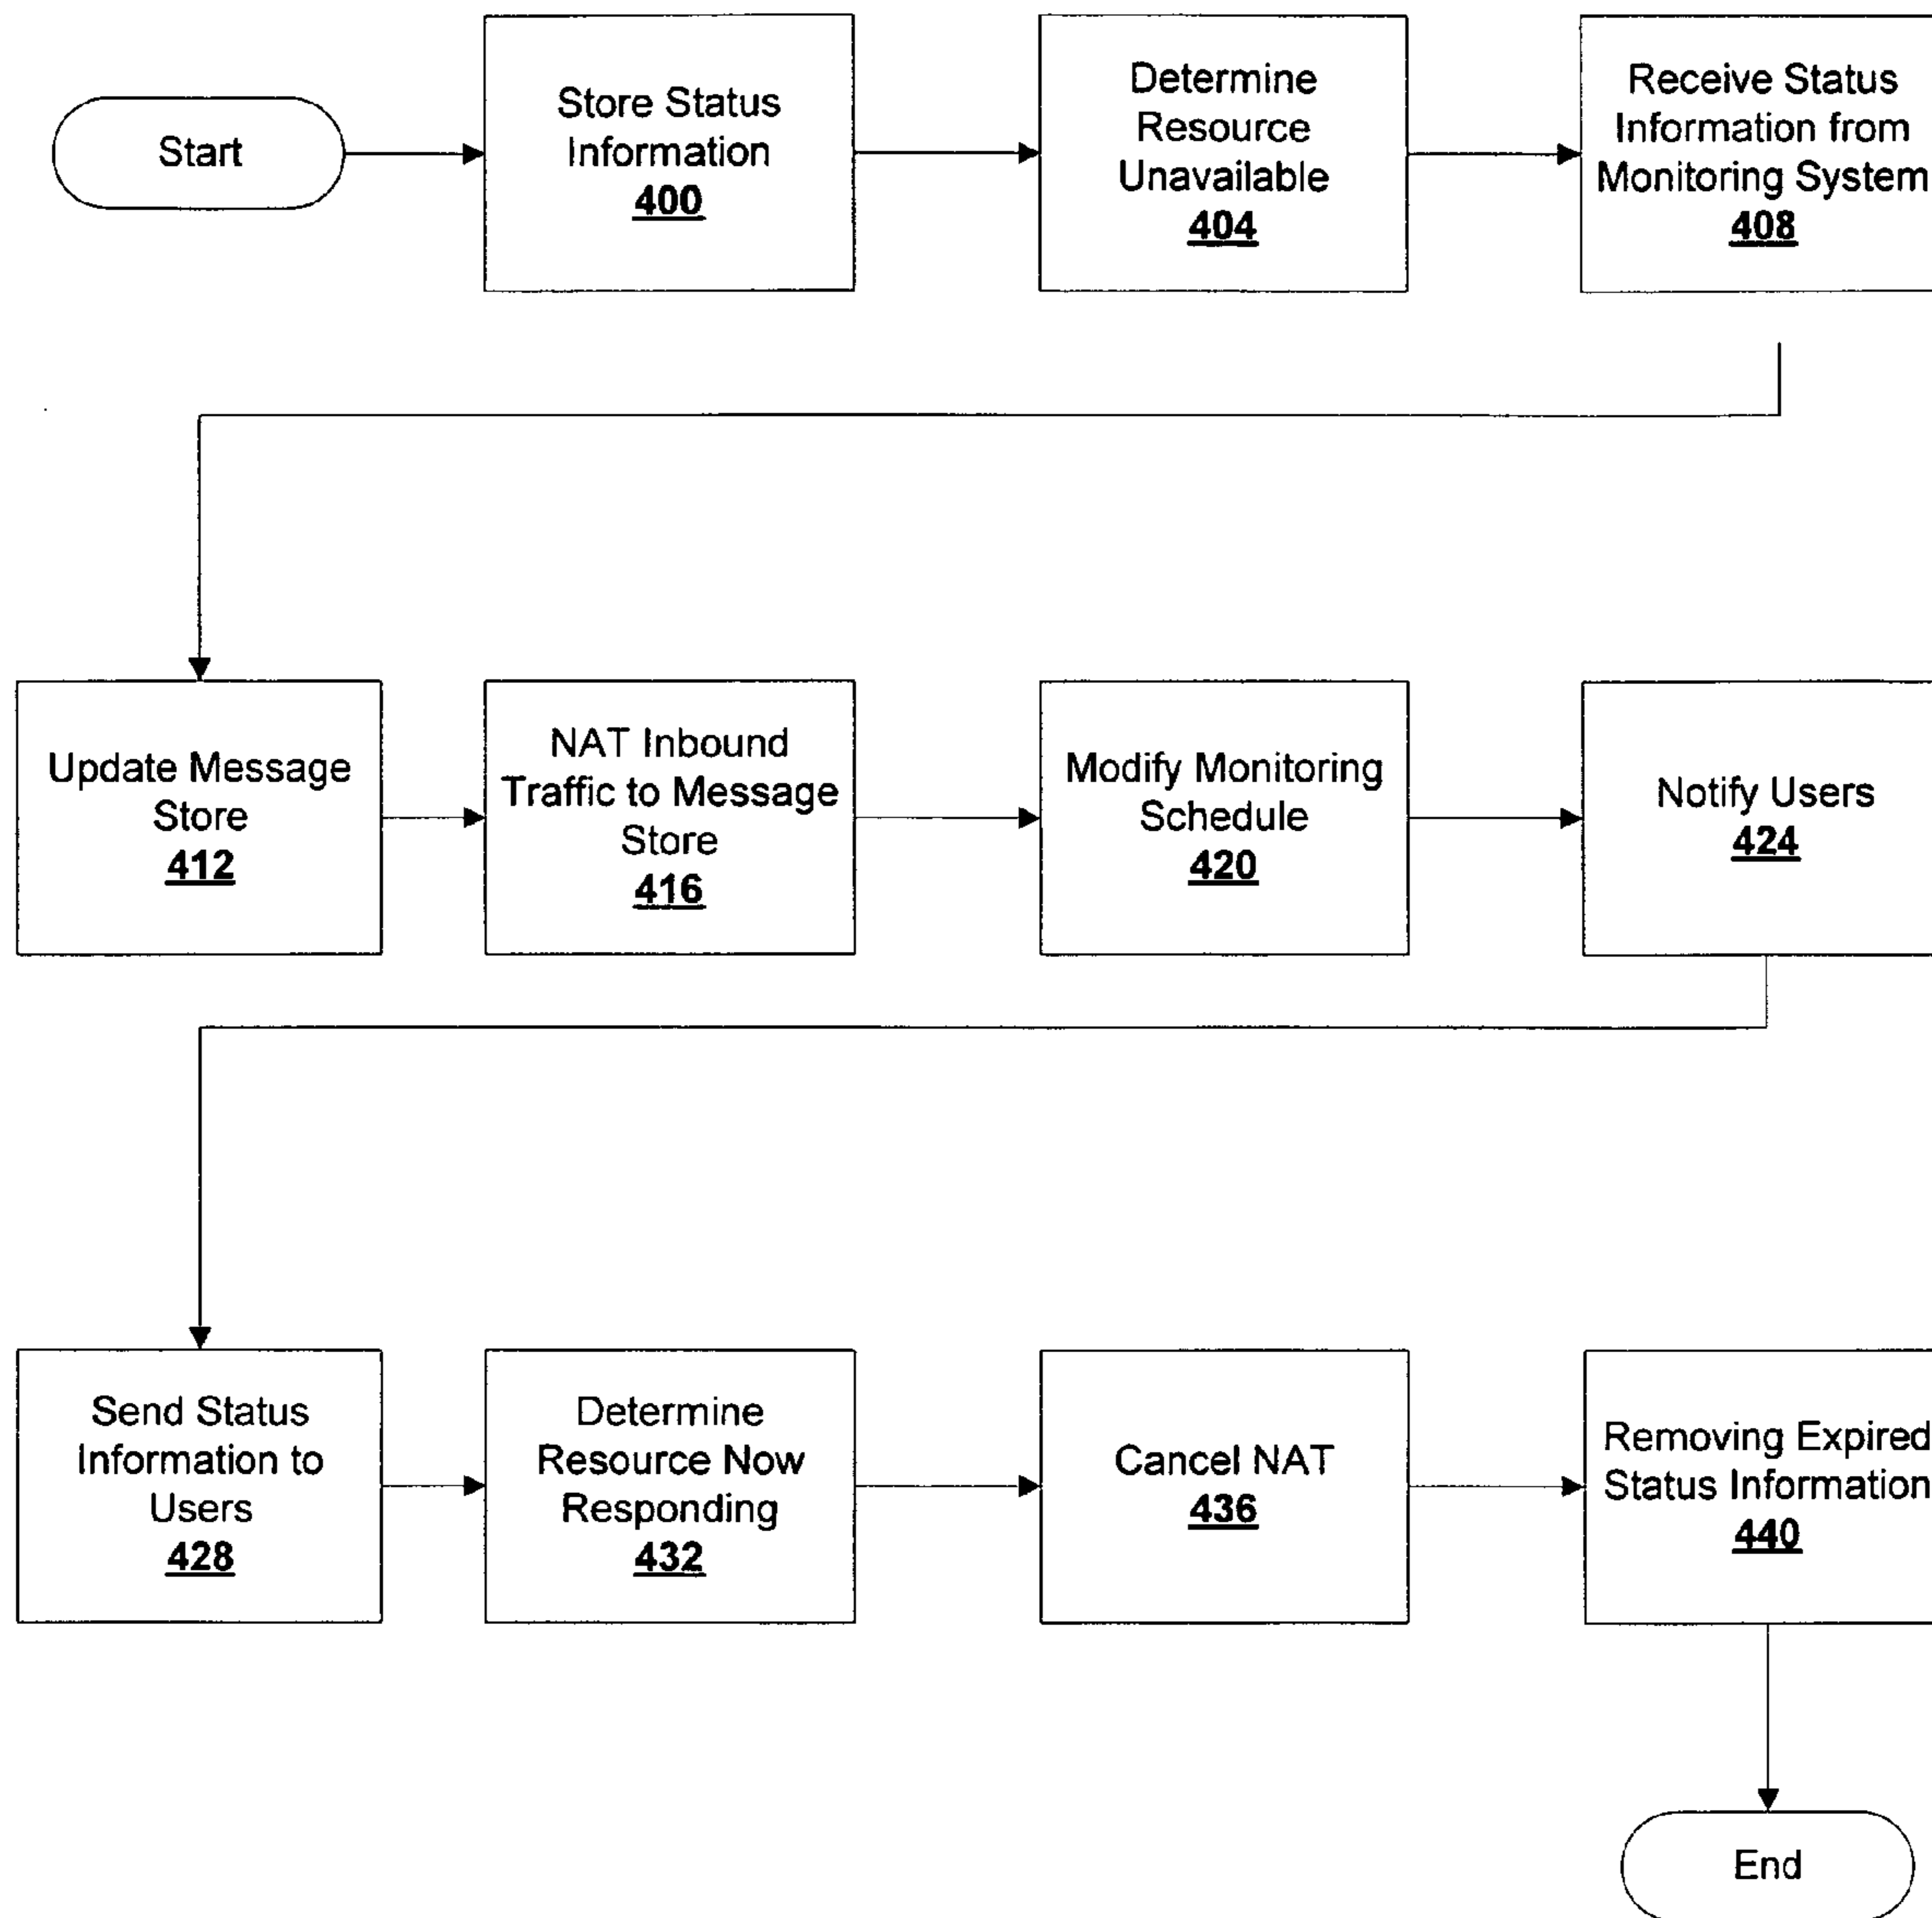 Start
Store Status
Information
400
Determine
Resource
Unavailable
404
Receive Status
Information from
Monitoring System
408
Update Message
Store
412
NAT Inbound
Traffic to Message
Store
416
Modify Monitoring
Schedule
420
Notify Users
424
Send Status
Information to
Users
428
Determine
Resource Now
Responding
432
Cancel NAT
436
Removing Expired
Status Information
440
End